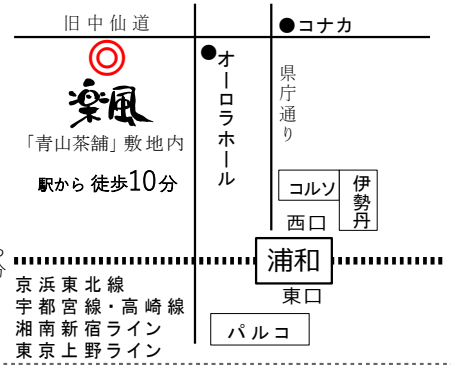 旧中仙道
●コナカ
●オーロラホール
県庁通り
楽風
「青山茶舗」敷地内
駅から 徒歩10分
コルソ
伊勢丹
西口
浦和
東口
パルコ
京浜東北線
宇都宮線・高崎線
湘南新宿ライン
東京上野ライン